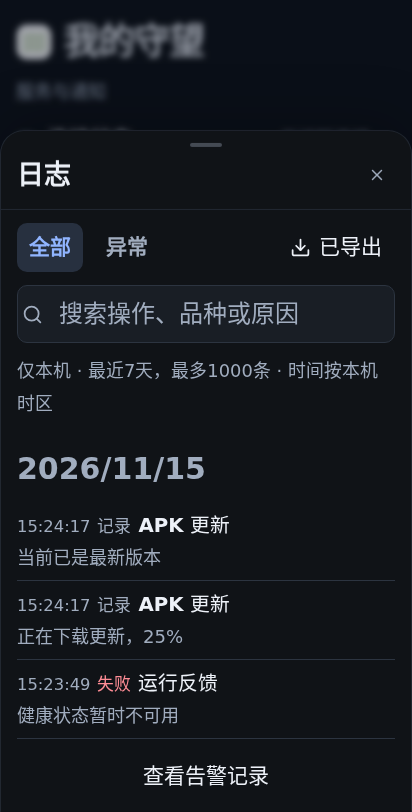 我的守望
服务与通知
日志
全部 异常 已导出
搜索操作、品种或原因
仅本机 · 最近7天，最多1000条 · 时间按本机
时区
2026/11/15
15:24:17 记录 APK 更新
当前已是最新版本
15:24:17 记录 APK 更新
正在下载更新，25%
15:23:49 失败 运行反馈
健康状态暂时不可用
查看告警记录